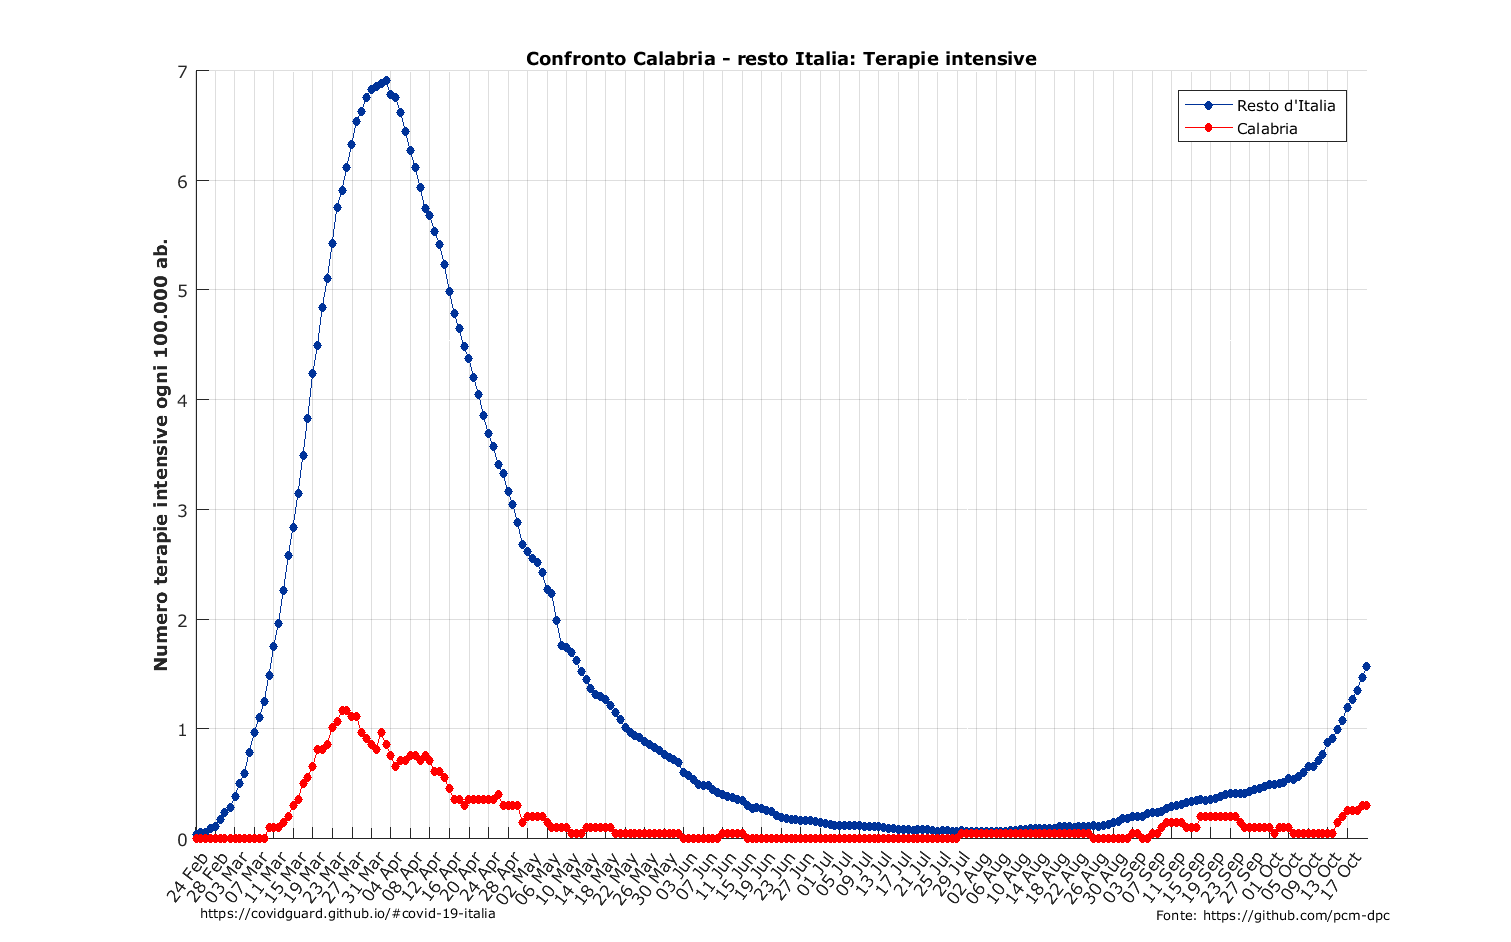 Confronto Calabria - resto Italia: Terapie intensive
Resto d'Italia
Calabria
Numero terapie intensive ogni 100.000 ab.
7
6
5
4
3
2
1
0
24 Feb
28 Feb
03 Mar
07 Mar
11 Mar
15 Mar
19 Mar
23 Mar
27 Mar
31 Mar
04 Apr
08 Apr
12 Apr
16 Apr
20 Apr
24 Apr
28 Apr
02 May
06 May
10 May
14 May
18 May
22 May
26 May
30 May
03 Jun
07 Jun
11 Jun
15 Jun
19 Jun
23 Jun
27 Jun
01 Jul
05 Jul
09 Jul
13 Jul
17 Jul
21 Jul
25 Jul
29 Jul
02 Aug
06 Aug
10 Aug
14 Aug
18 Aug
22 Aug
26 Aug
30 Aug
03 Sep
07 Sep
11 Sep
15 Sep
19 Sep
23 Sep
27 Sep
01 Oct
05 Oct
09 Oct
13 Oct
17 Oct
https://covidguard.github.io/#covid-19-italia
Fonte: https://github.com/pcm-dpc